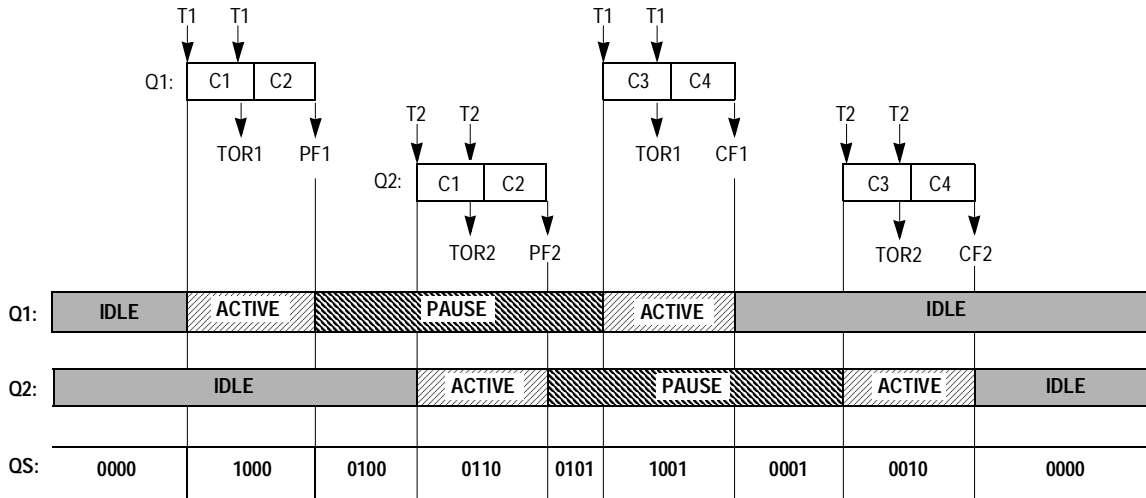 T1 T1 T1 T1
Q1: C1 C2 C3 C4
T2 T2 T2 T2
TOR1 PF1 TOR1 CF1
Q2: C1 C2 C3 C4
TOR2 PF2 TOR2 CF2
Q1: IDLE ACTIVE PAUSE ACTIVE IDLE
Q2: IDLE ACTIVE PAUSE ACTIVE IDLE
QS: 0000 1000 0100 0110 0101 1001 0001 0010 0000